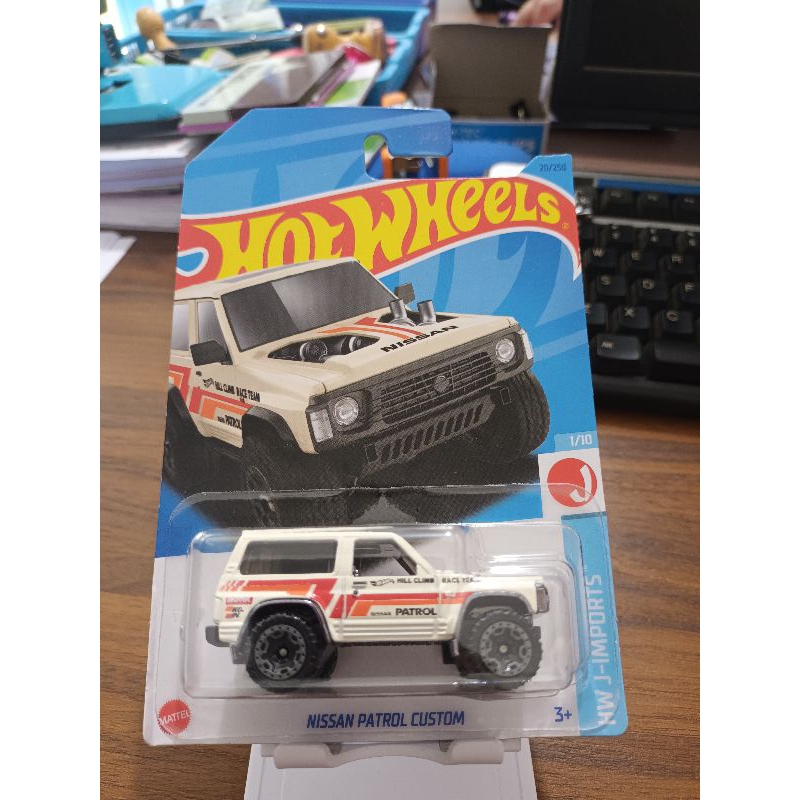 20/250
HOT WHEELS
®
NISSAN
HILL CLIMB RACE TEAM
NISSAN PATROL
1/10
J
HILL CLIMB RACE TEAM
NISSAN PATROL
HW J-IMPORTS
MATTEL
NISSAN PATROL CUSTOM
3+